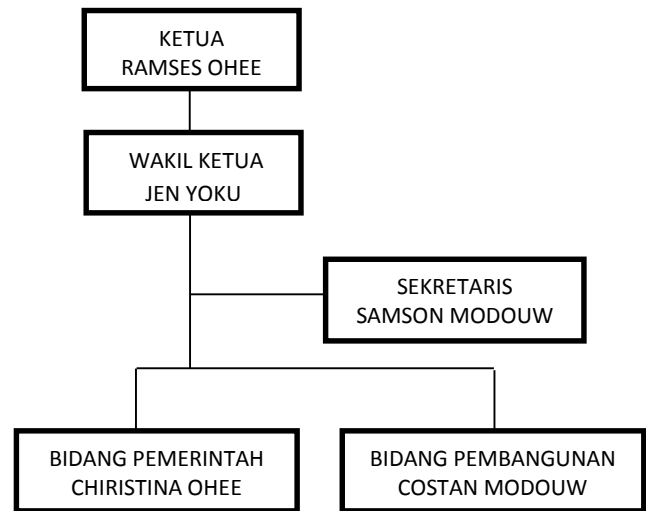 KETUA
RAMSES OHEE
WAKIL KETUA
JEN YOKU
SEKRETARIS
SAMSON MODOUW
BIDANG PEMERINTAH
CHIRISTINA OHEE
BIDANG PEMBANGUNAN
COSTAN MODOUW